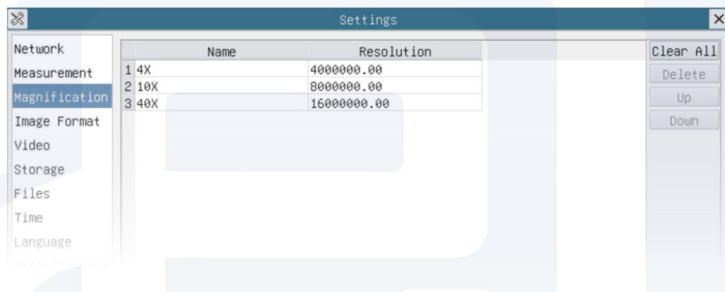 Settings
Network
Measurement
Magnification
Image Format
Video
Storage
Files
Time
Language
Name Resolution
1 4X 4000000.00
2 10X 8000000.00
3 40X 16000000.00
Clear All
Delete
Up
Down